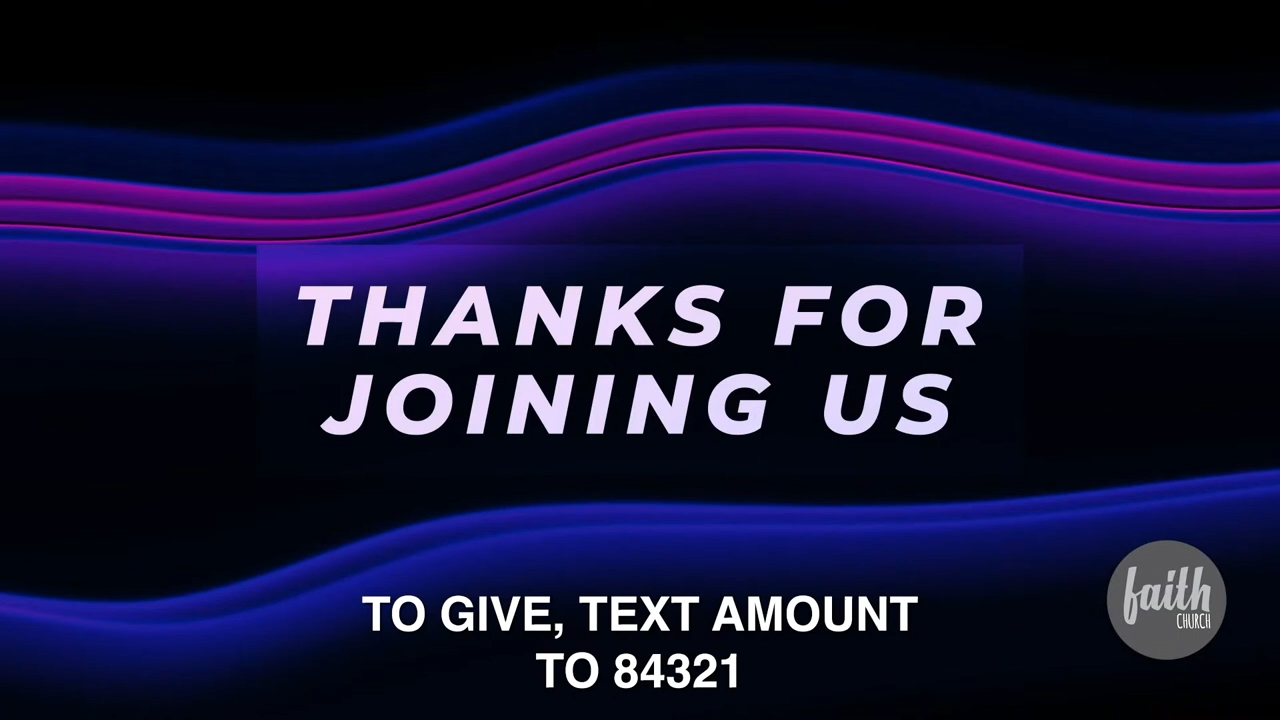 THANKS FOR
JOINING US
TO GIVE, TEXT AMOUNT
TO 84321
faith
CHURCH